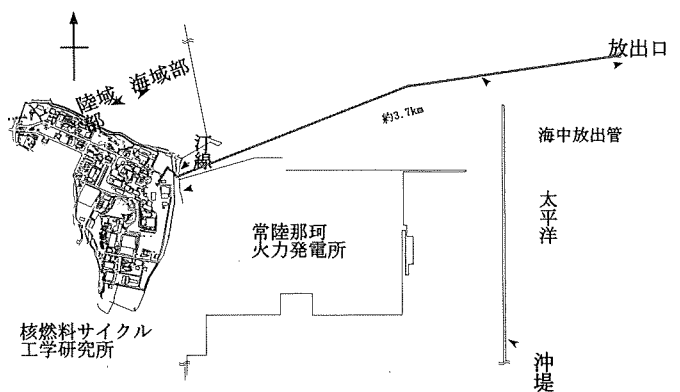 放出口
海域部
陸域部
汀線
約3.7km
海中放出管
太平洋
常陸那珂
火力発電所
核燃料サイクル
工学研究所
沖堤